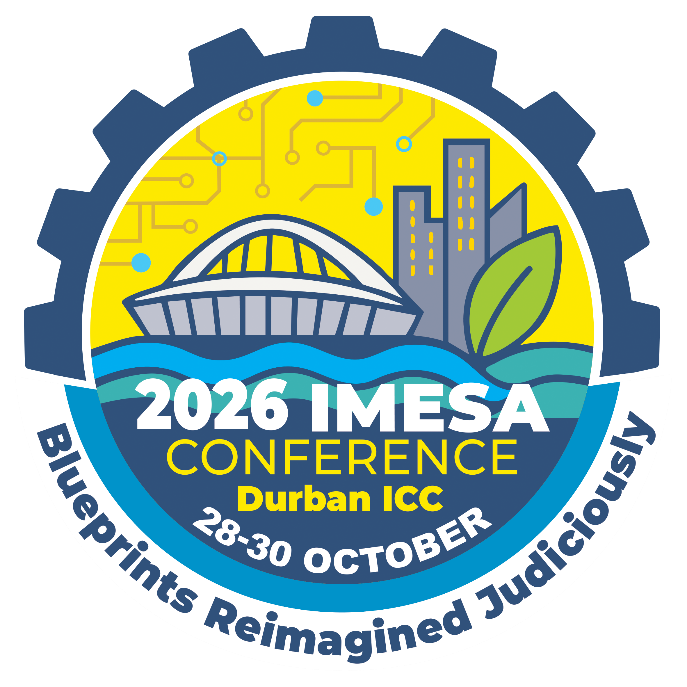 2026 IMESA
CONFERENCE
Durban ICC
28-30 OCTOBER
Blueprints Reimagined Judiciously